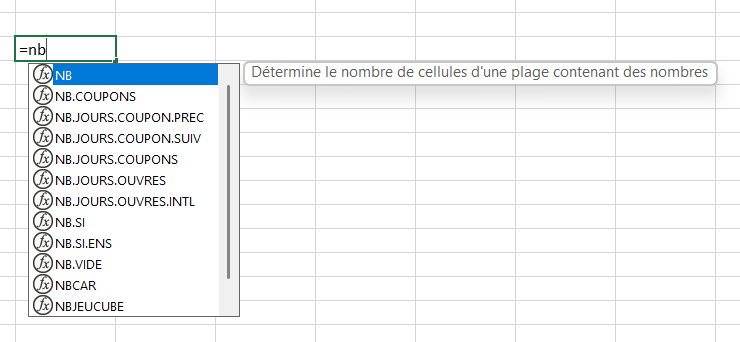 =nb
NB
Détermine le nombre de cellules d'une plage contenant des nombres
NB.COUPONS
NB.JOURS.COUPON.PREC
NB.JOURS.COUPON.SUIV
NB.JOURS.COUPONS
NB.JOURS.OUVRES
NB.JOURS.OUVRES.INTL
NB.SI
NB.SI.ENS
NB.VIDE
NBCAR
NBJEUCUBE